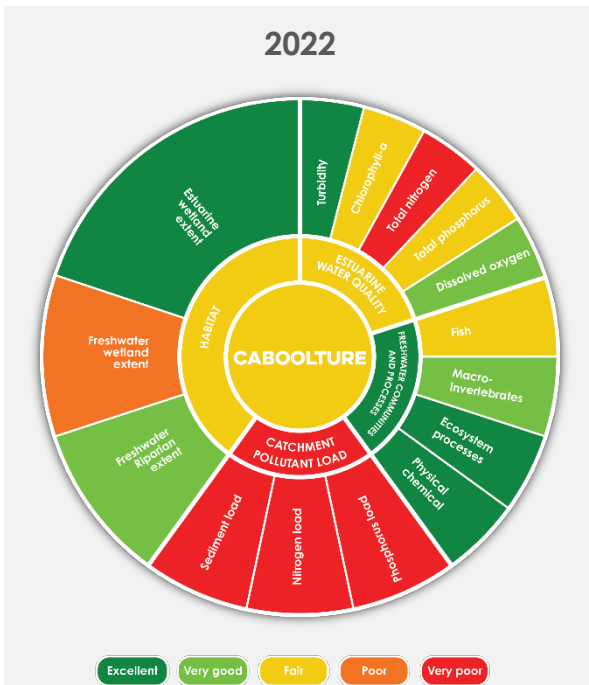 2022
Turbidity
Chlorophyll-a
Total nitrogen
Total phosphorus
Dissolved oxygen
ESTUARINE
WATER QUALITY
Fish
Macro-
Invertebrates
Ecosystem
processes
Physical
chemical
FRESHWATER COMMUNITIES
AND PROCESSES
Phosphorus load
Nitrogen load
Sediment load
CATCHMENT
POLLUTANT LOAD
Freshwater
Riparian
extent
Freshwater
wetland
extent
Estuarine
wetland
extent
HABITAT
CABOOLTURE
Excellent
Very good
Fair
Poor
Very poor